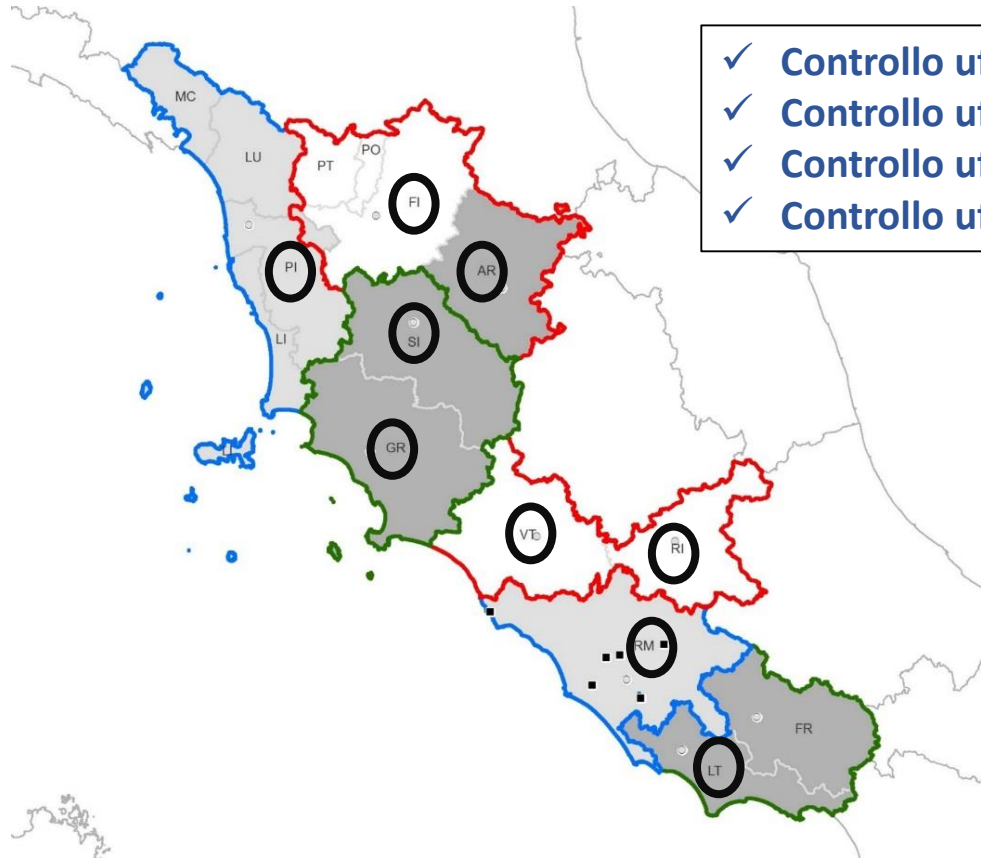 ✓ Controllo
✓ Controllo
✓ Controllo
✓ Controllo
MC
LU
PT
PO
FI
PI
AR
LI
SI
GR
VT
RI
RM
FR
LT